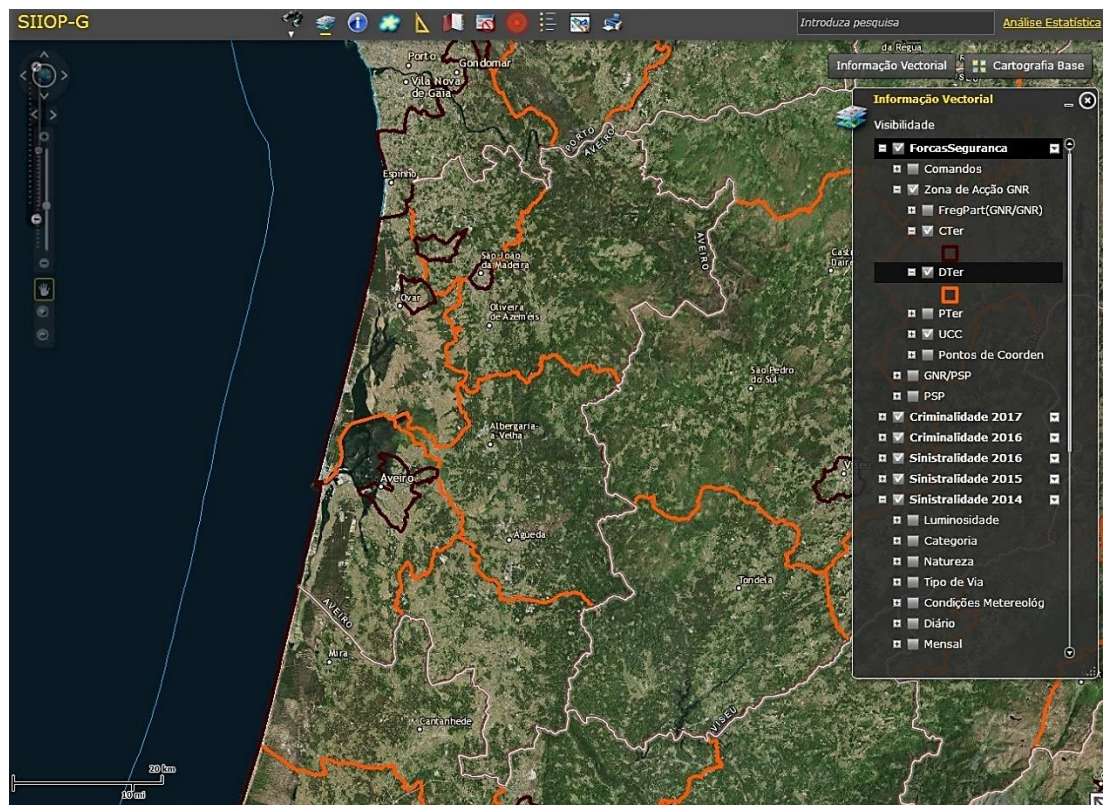 SIIOP-G
Introduza pesquisa
Análise Estatística
Informação Vectorial
Cartografia Base
Informação Vectorial
Visibilidade
ForcasSeguranca
Comandos
Zona de Acção GNR
FregPart(GNR/GNR)
CTer
DTer
PTer
UCC
Pontos de Coorden
GNR/PSP
PSP
Criminalidade 2017
Criminalidade 2016
Sinistralidade 2016
Sinistralidade 2015
Sinistralidade 2014
Luminosidade
Categoria
Natureza
Tipo de Via
Condições Metereológ
Diário
Mensal
da Régua
Porto
Gondomar
Vila Nova
de Gaia
PORTO
AVEIRO
Espinho
AVEIRO
São João
da Madeira
Castr
Daire
Ovar
Oliveira
de Azeméis
São Pedro
do Sul
Albergaria-
a-Velha
Aveiro
Águeda
Tondela
AVEIRO
Mira
Cantanhede
VISEU
20 km
10 mi